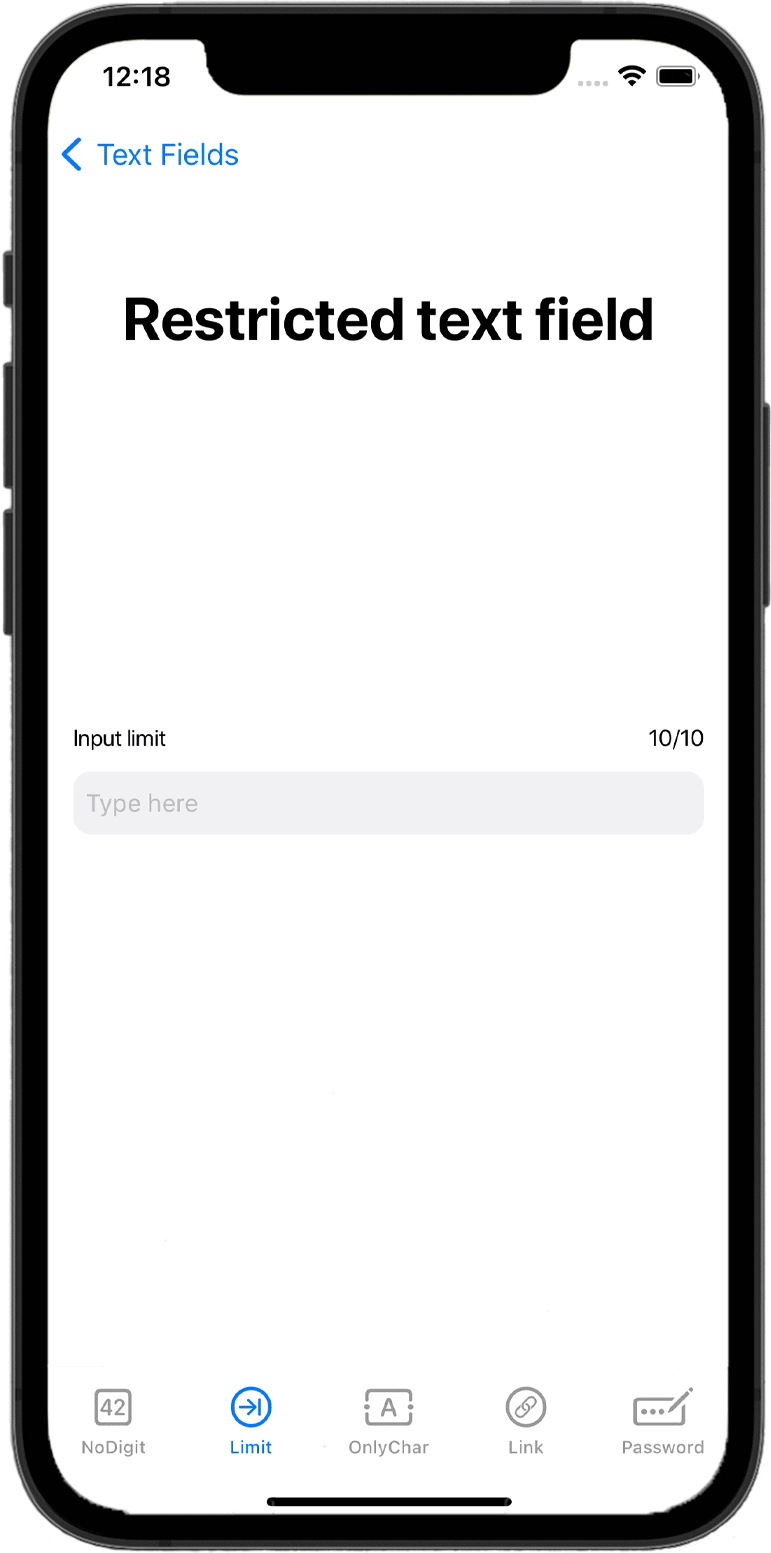 12:18
Text Fields
Restricted text field
Input limit 10/10
Type here
42 A
NoDigit Limit OnlyChar Link Password